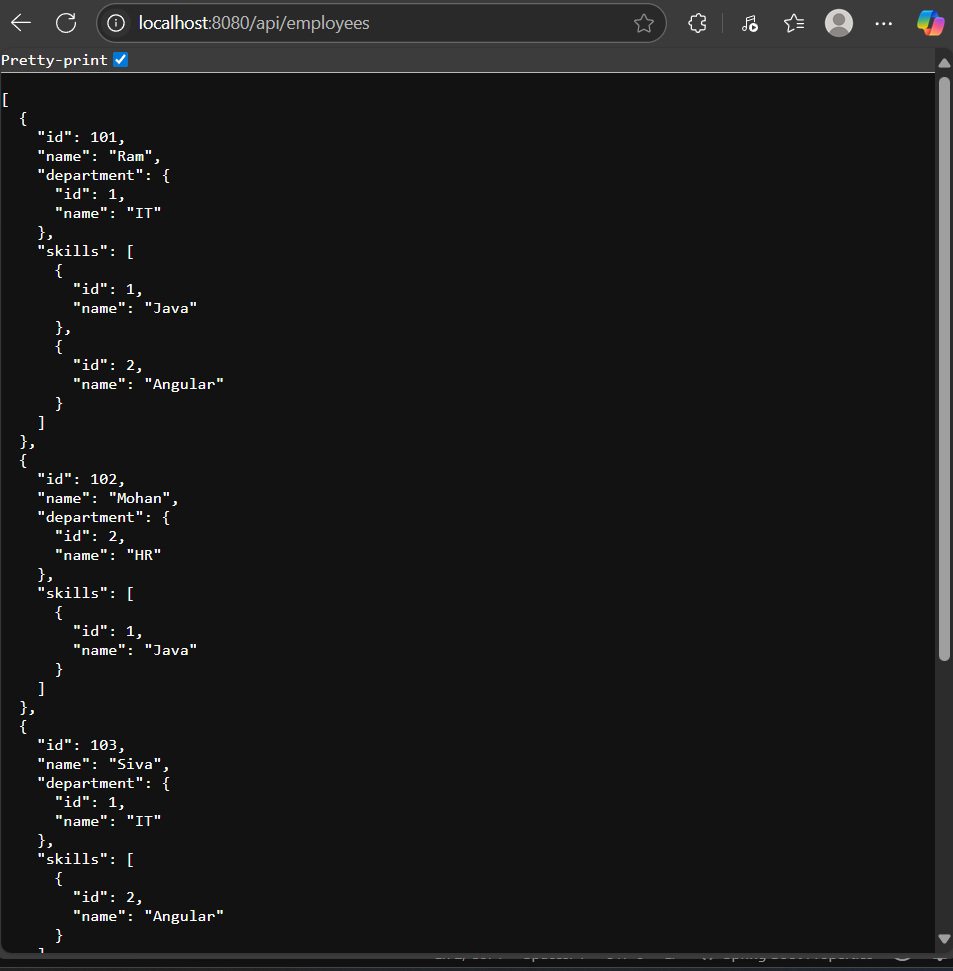 localhost:8080/api/employees
Pretty-print
[
  {
    "id": 101,
    "name": "Ram",
    "department": {
      "id": 1,
      "name": "IT"
    },
    "skills": [
      {
        "id": 1,
        "name": "Java"
      },
      {
        "id": 2,
        "name": "Angular"
      }
    ]
  },
  {
    "id": 102,
    "name": "Mohan",
    "department": {
      "id": 2,
      "name": "HR"
    },
    "skills": [
      {
        "id": 1,
        "name": "Java"
      }
    ]
  },
  {
    "id": 103,
    "name": "Siva",
    "department": {
      "id": 1,
      "name": "IT"
    },
    "skills": [
      {
        "id": 2,
        "name": "Angular"
      }
    ]